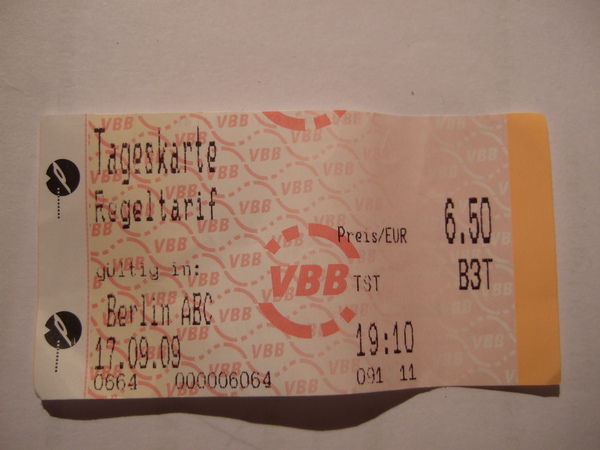 Tageskarte
Regeltarif
Preis/EUR 6.50
gültig in: VBB TST B3T
Berlin ABC
17.09.09 19:10
0664 000006064 091 11